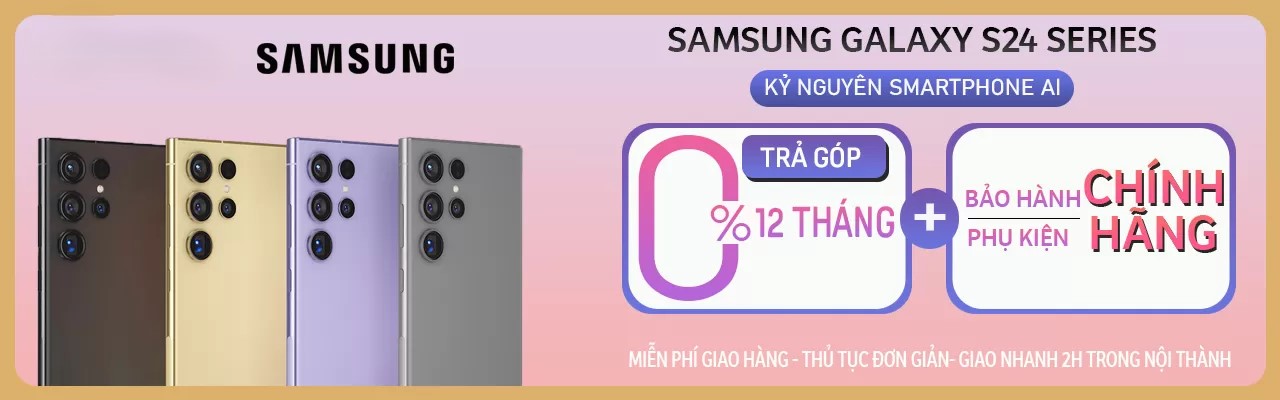 SAMSUNG
SAMSUNG GALAXY S24 SERIES
KỶ NGUYÊN SMARTPHONE AI
0% TRẢ GÓP
12 THÁNG
+
BẢO HÀNH
PHỤ KIỆN
CHÍNH
HÃNG
MIỄN PHÍ GIAO HÀNG - THỦ TỤC ĐƠN GIẢN- GIAO NHANH 2H TRONG NỘI THÀNH